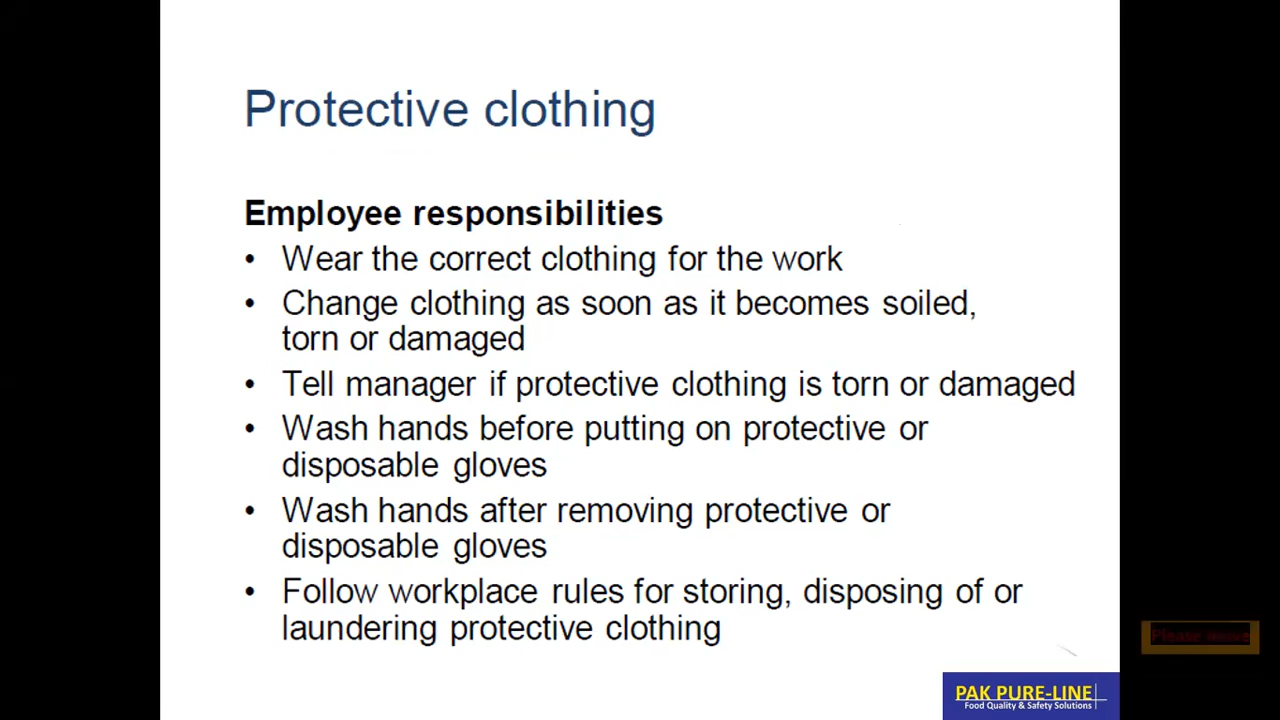 Protective clothing
Employee responsibilities
• Wear the correct clothing for the work
• Change clothing as soon as it becomes soiled,
torn or damaged
• Tell manager if protective clothing is torn or damaged
• Wash hands before putting on protective or
disposable gloves
• Wash hands after removing protective or
disposable gloves
• Follow workplace rules for storing, disposing of or
laundering protective clothing
Please
PAK PURE-LINE
Food Quality & Safety Solutions